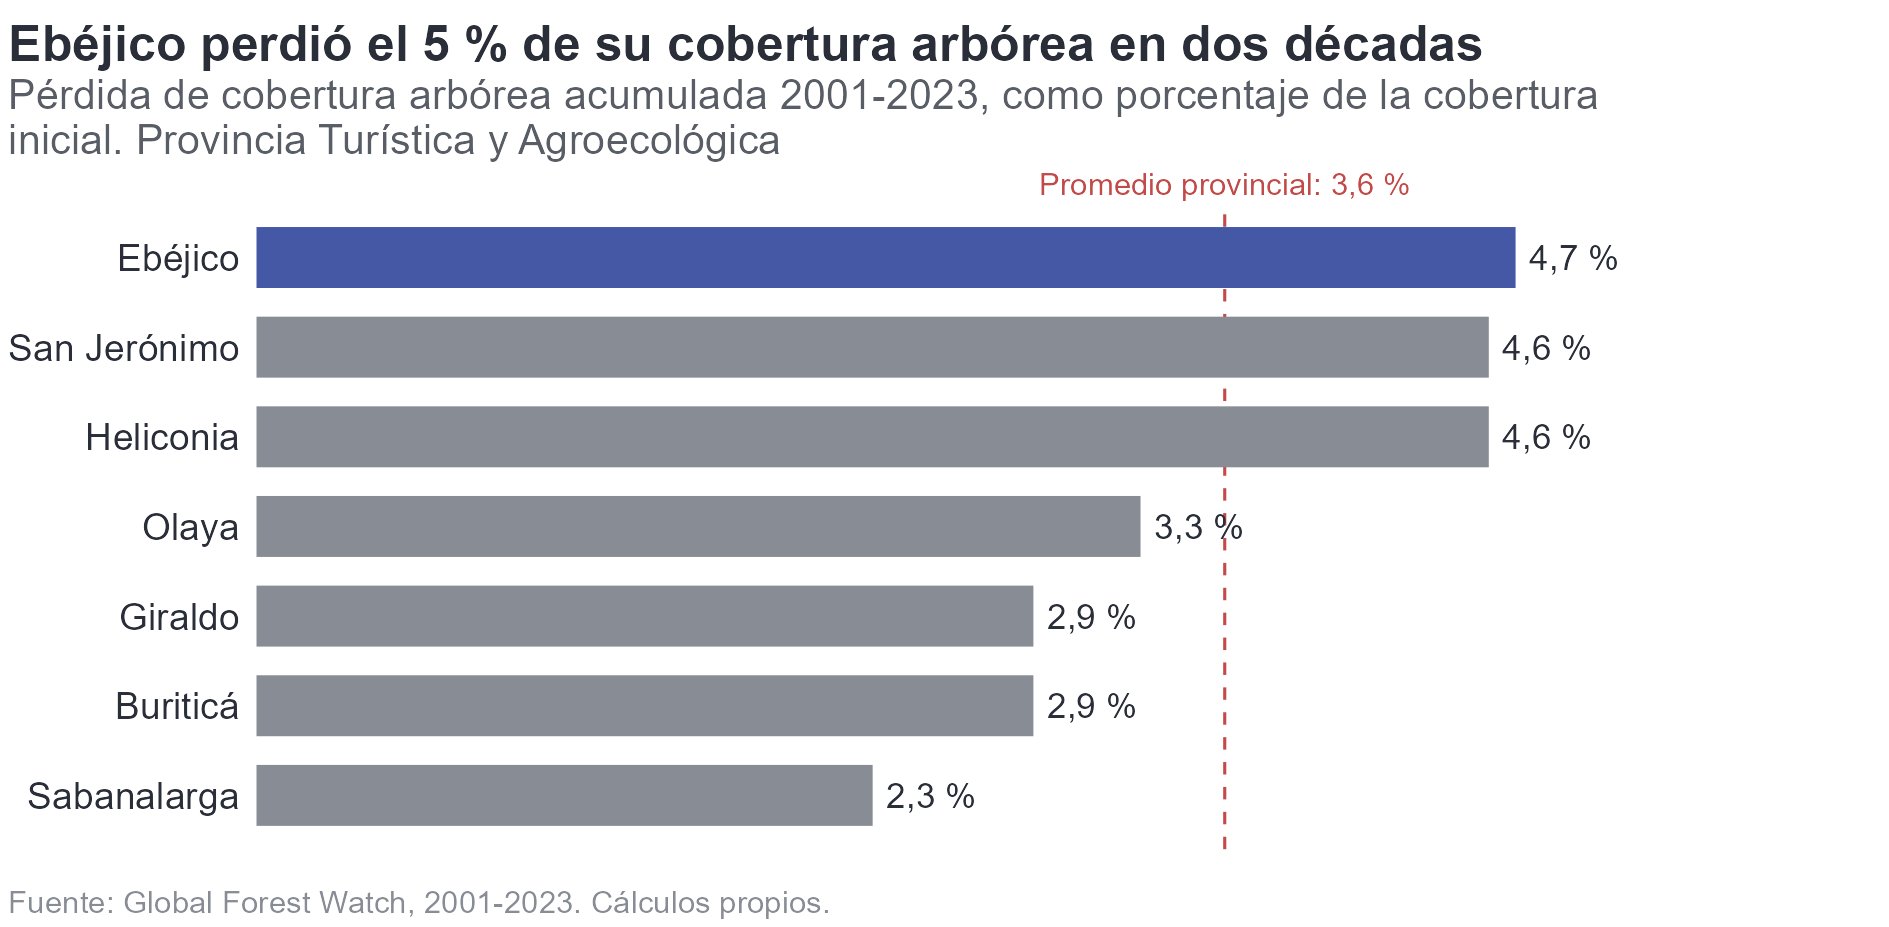 Ebéjico perdió el 5 % de su cobertura arbórea en dos décadas
Pérdida de cobertura arbórea acumulada 2001-2023, como porcentaje de la cobertura
inicial. Provincia Turística y Agroecológica
Promedio provincial: 3,6 %
Ebéjico 4,7 %
San Jerónimo 4,6 %
Heliconia 4,6 %
Olaya 3,3 %
Giraldo 2,9 %
Buriticá 2,9 %
Sabanalarga 2,3 %
Fuente: Global Forest Watch, 2001-2023. Cálculos propios.